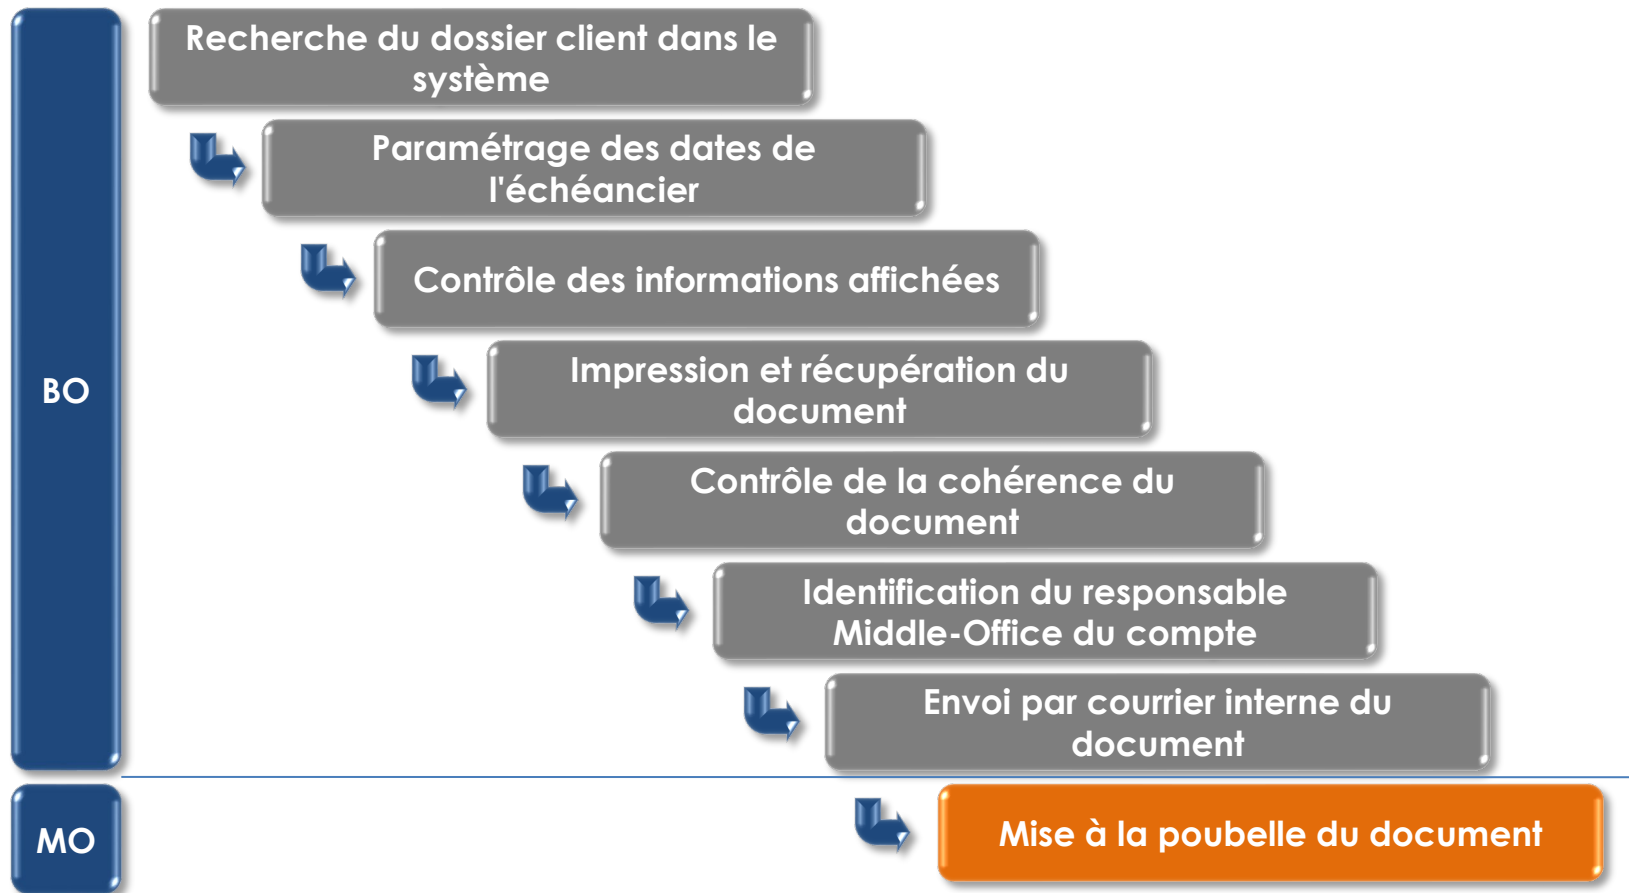 Recherche du dossier client dans le
système
Paramétrage des dates de
l'échéancier
Contrôle des informations affichées
BO
Impression et récupération du
document
Contrôle de la cohérence du
document
Identification du responsable
Middle-Office du compte
Envoi par courrier interne du
document
MO
Mise à la poubelle du document